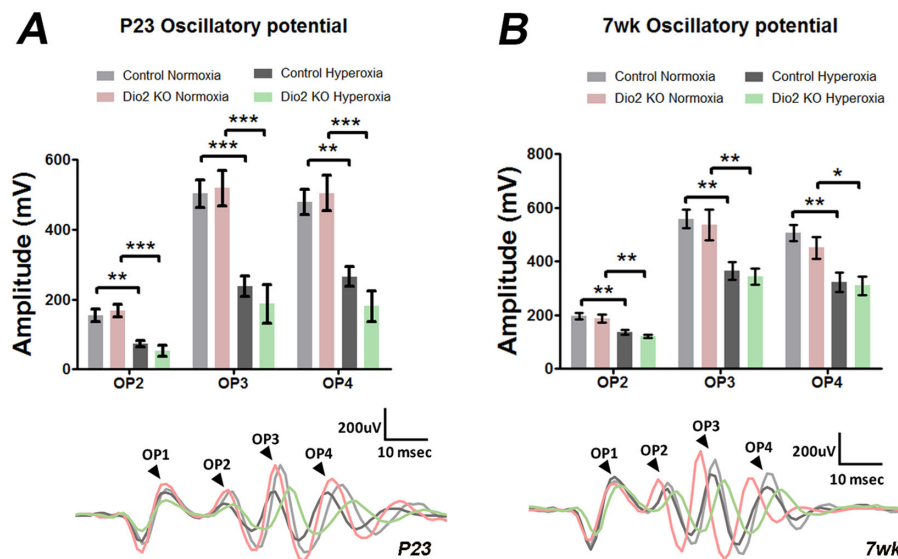 A
P23 Oscillatory potential
Control Normoxia
Control Hyperoxia
Dio2 KO Normoxia
Dio2 KO Hyperoxia
Amplitude (mV)
600
400
200
0
***
***
***
***
**
**
OP2
OP3
OP4
OP1
OP2
OP3
OP4
200uV
10 msec
P23
B
7wk Oscillatory potential
Control Normoxia
Control Hyperoxia
Dio2 KO Normoxia
Dio2 KO Hyperoxia
Amplitude (mV)
800
600
400
200
0
**
*
**
**
**
**
OP2
OP3
OP4
OP1
OP2
OP3
OP4
200uV
10 msec
7wk